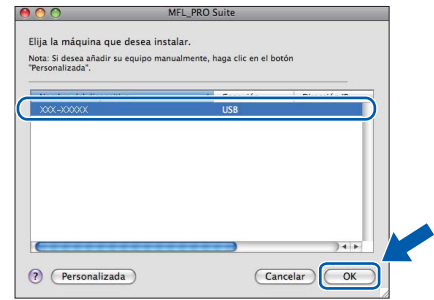 MFL_PRO Suite
Elija la máquina que desea instalar.
Nota: Si desea añadir su equipo manualmente, haga clic en el botón
"Personalizada".
XXX-XXXXX USB
? Personalizada Cancelar OK